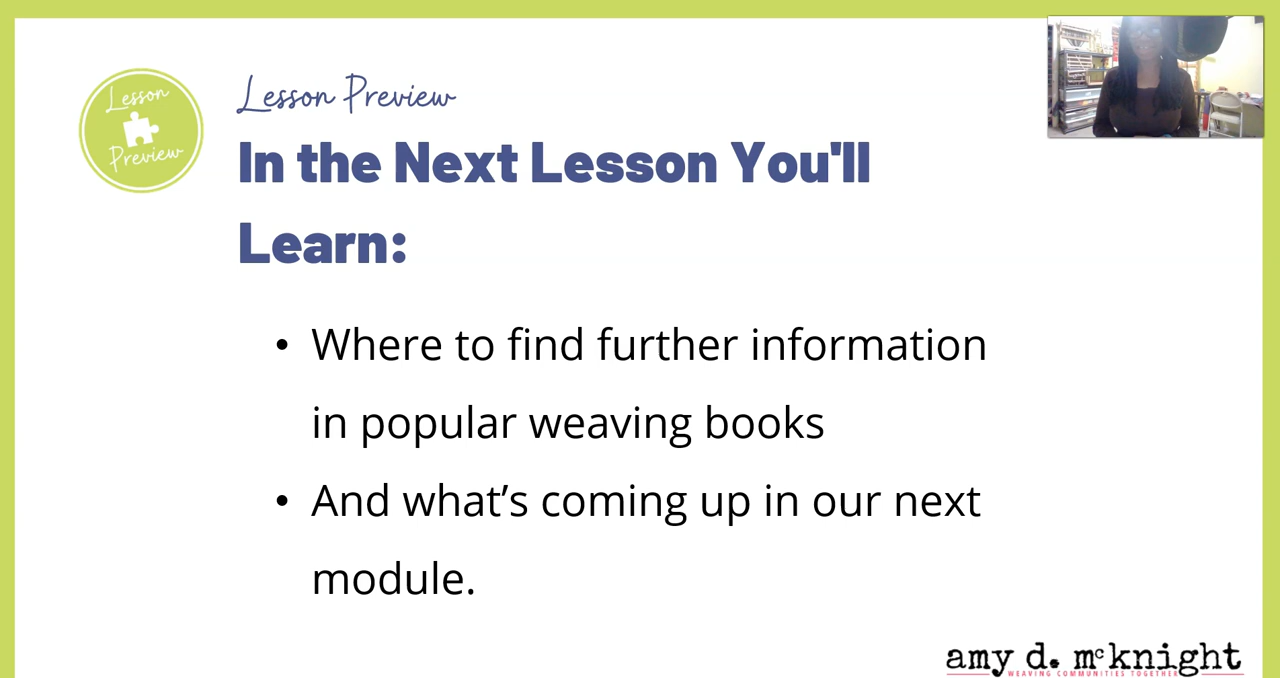 Lesson
Preview
Lesson Preview
In the Next Lesson You'll
Learn:
• Where to find further information
in popular weaving books
• And what’s coming up in our next
module.
amy d. mcknight
WEAVING COMMUNITIES TOGETHER